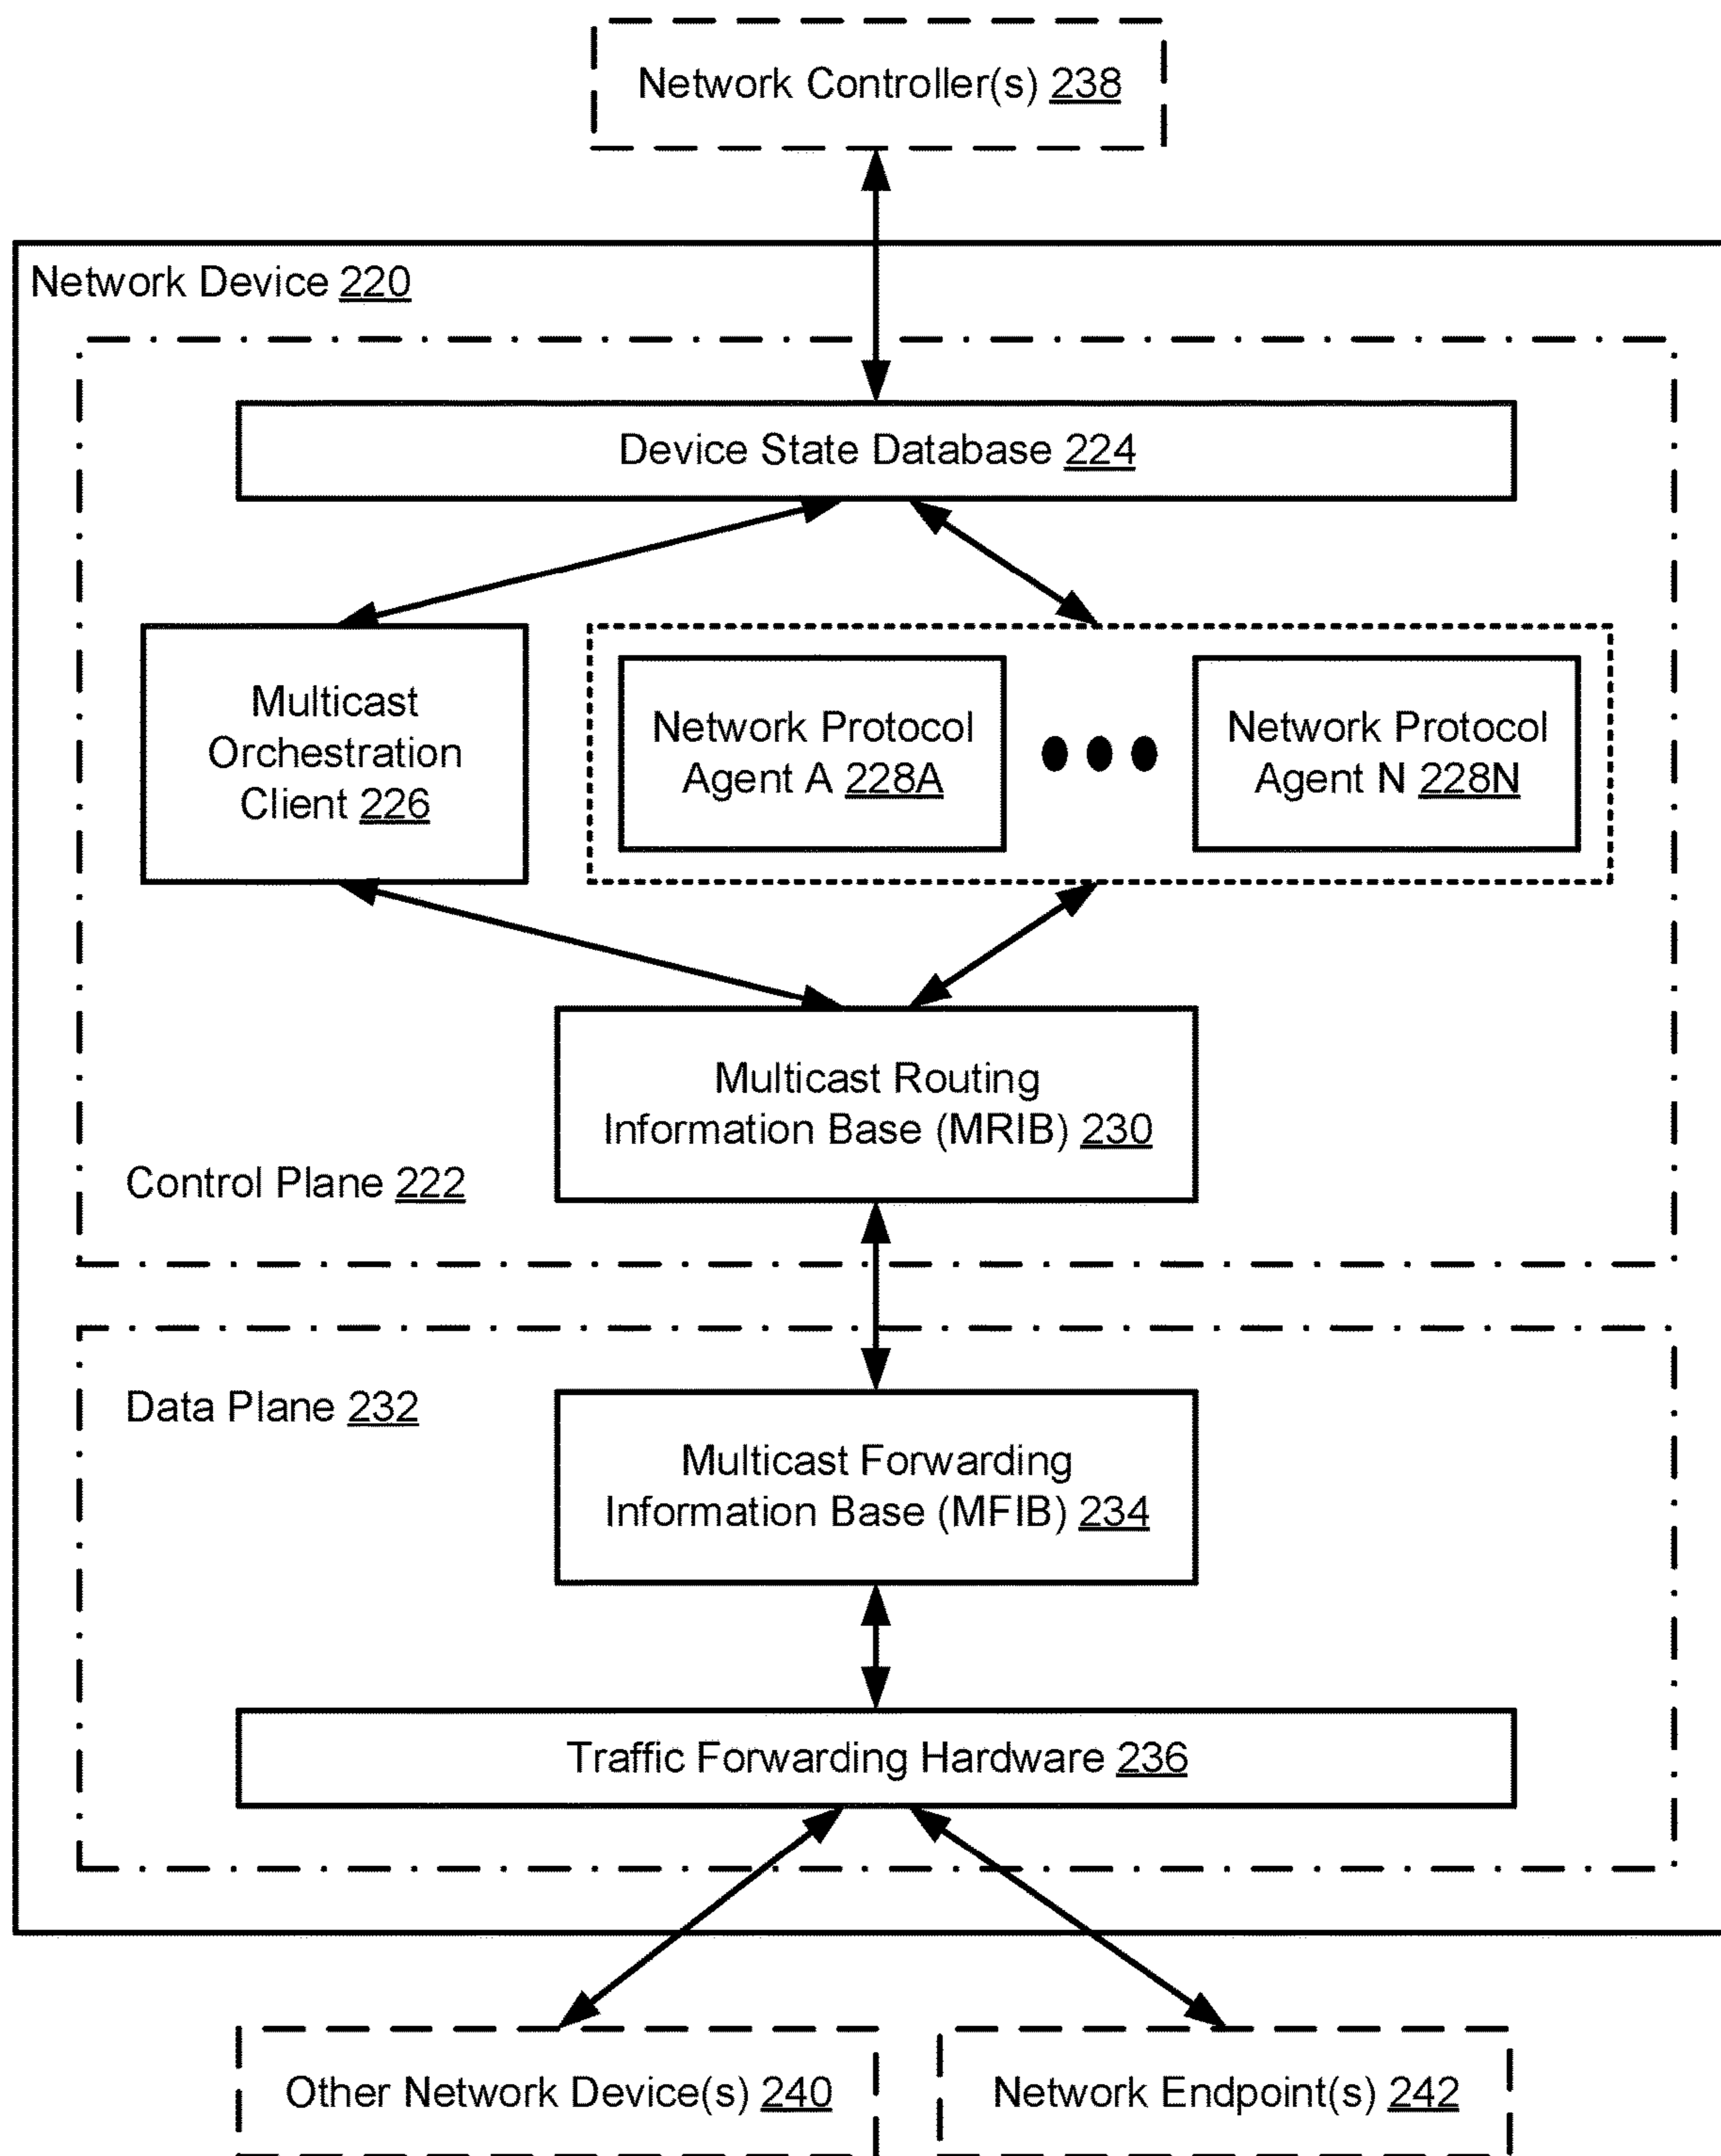 Network Controller(s) 238
Network Device 220
Device State Database 224
Multicast
Orchestration
Client 226
Network Protocol
Agent A 228A
Network Protocol
Agent N 228N
Multicast Routing
Information Base (MRIB) 230
Control Plane 222
Data Plane 232
Multicast Forwarding
Information Base (MFIB) 234
Traffic Forwarding Hardware 236
Other Network Device(s) 240
Network Endpoint(s) 242